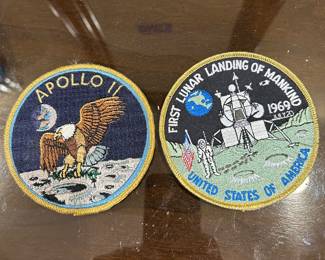 APOLLO 11
FIRST LUNAR LANDING OF MANKIND
1969
UNITED STATES OF AMERICA